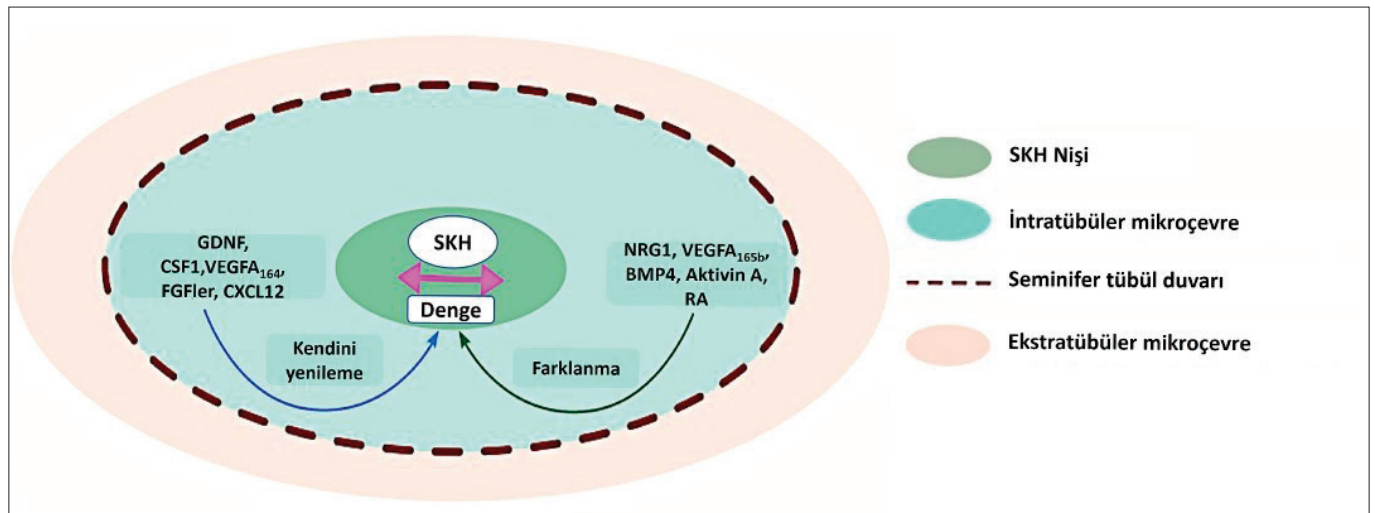 GDNF,
CSF1,VEGFA164,
FGFler, CXCL12
Kendini
yenileme
SKH
Denge
NRG1, VEGFA165b,
BMP4, Aktivin A,
RA
Farklanma
SKH Nişi
İntratübüler mikroçevre
Seminifer tübül duvarı
Ekstratübüler mikroçevre